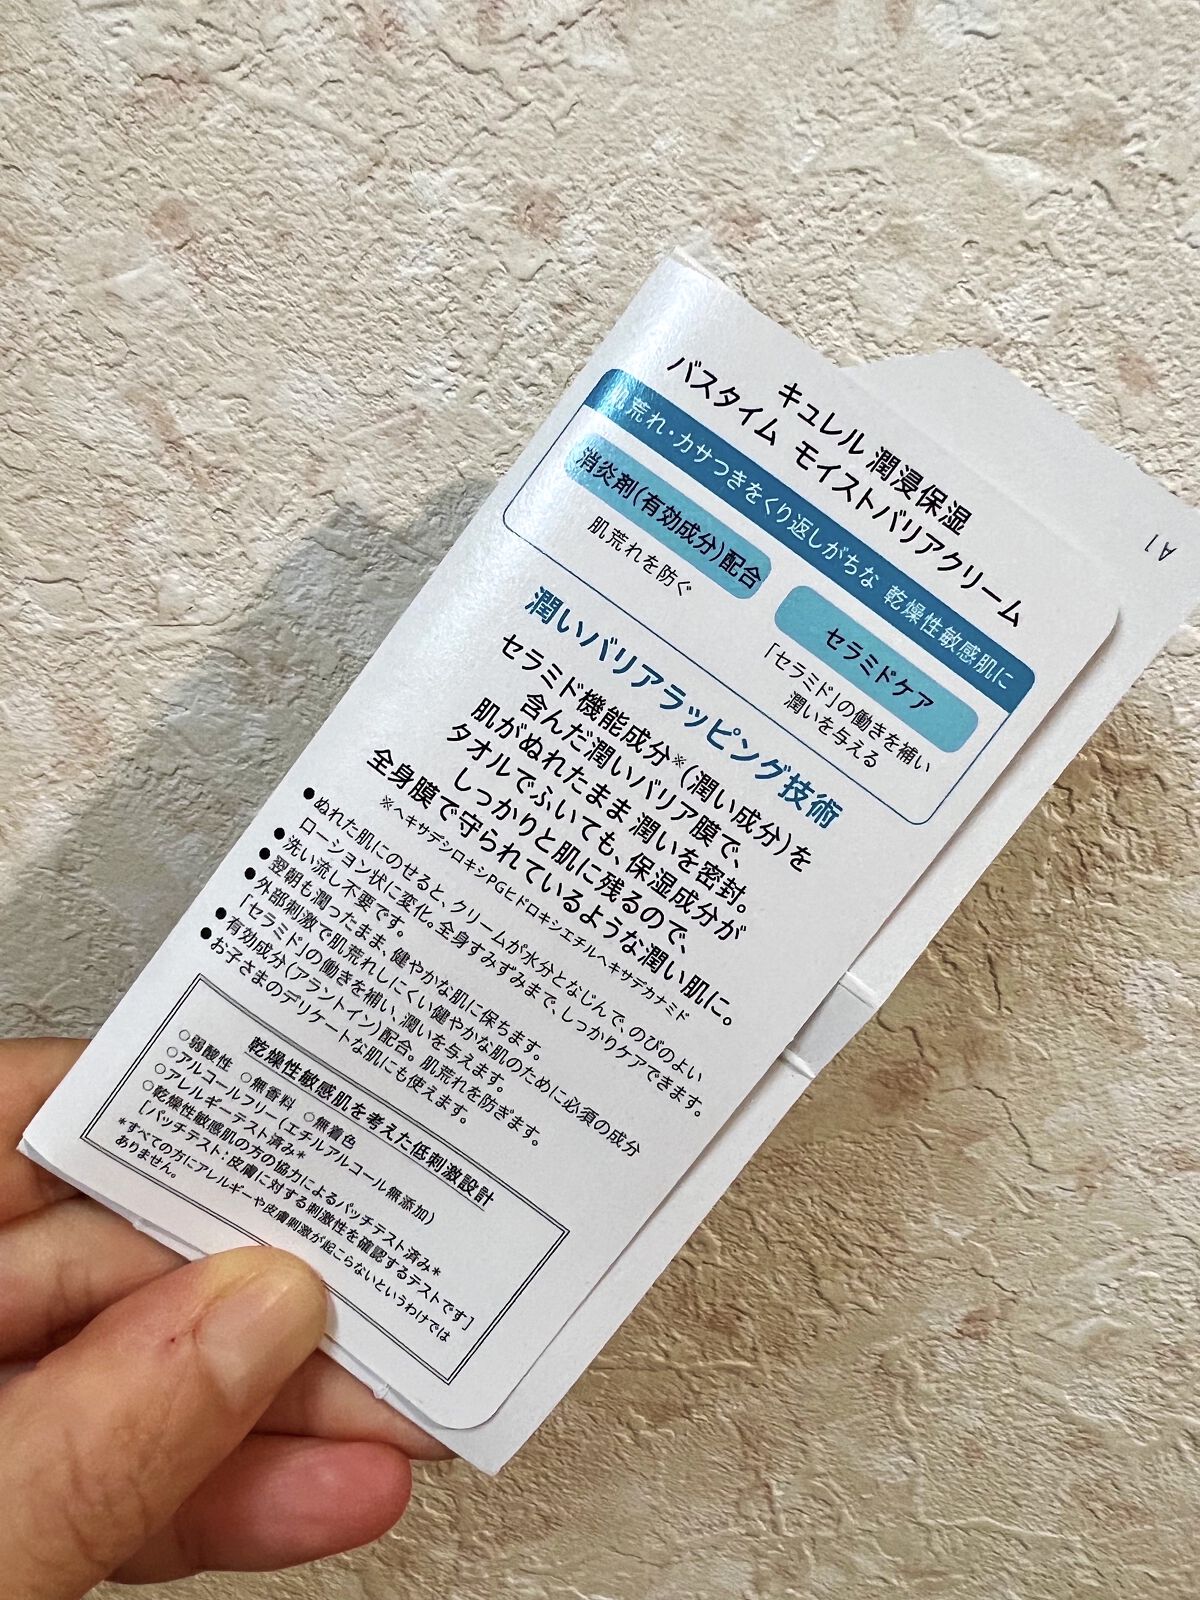 キュレル 潤浸保湿
バスタイム モイストバリアクリーム
肌荒れ・カサつきをくり返しがちな 乾燥性敏感肌に
消炎剤(有効成分)配合
肌荒れを防ぐ
セラミドケア
「セラミド」の働きを補い
潤いを与える
潤いバリアラッピング技術
セラミド機能成分※(潤い成分)を
含んだ潤いバリア膜で、
肌がぬれたまま 潤いを密封。
タオルでふいても、保湿成分が
しっかりと肌に残るので、
全身膜で守られているような潤い肌に。
※ヘキサデシロキシPGヒドロキシエチルヘキサデカナミド
●ぬれた肌にのせると、クリームが水分となじんで、のびのよい
ローション状に変化。全身すみずみまで、しっかりケアできます。
●洗い流し不要です。
●翌朝も潤ったまま、健やかな肌に保ちます。
●外部刺激で肌荒れしにくい健やかな肌のために必須の成分
「セラミド」の働きを補い、潤いを与えます。
●有効成分(アラントイン)配合。肌荒れを防ぎます。
●お子さまのデリケートな肌にも使えます。
乾燥性敏感肌を考えた低刺激設計
○弱酸性 ○無香料 ○無着色
○アルコールフリー(エチルアルコール無添加)
○アレルギーテスト済み*
○乾燥性敏感肌の方の協力によるパッチテスト済み*
[パッチテスト:皮膚に対する刺激性を確認するテストです]
*すべての方にアレルギーや皮膚刺激が起こらないというわけでは
ありません。
A1